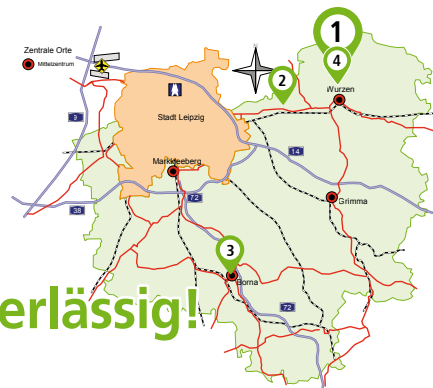 Zentrale Orte
Mittelzentrum
1
4
2
Wurzen
9
Stadt Leipzig
14
Markkleeberg
38
72
Grimma
3
Borna
erlässig!
72